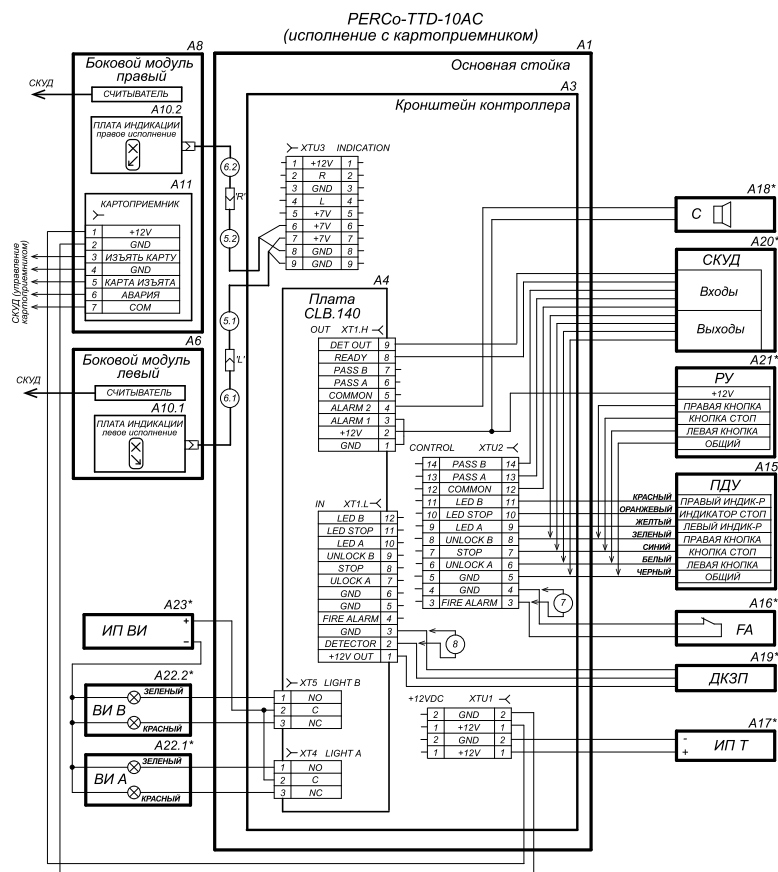 PERCo-TTD-10AC
(исполнение с картоприемником)
A1
Основная стойка
A3
Кронштейн контроллера
A8
Боковой модуль
правый
СКУД
СЧИТЫВАТЕЛЬ
A10.2
ПЛАТА ИНДИКАЦИИ
правое исполнение
A11
КАРТОПРИЕМНИК
1 +12V
2 GND
3 ИЗЪЯТЬ КАРТУ
4 GND
5 КАРТА ИЗЪЯТА
6 АВАРИЯ
7 COM
СКУД (управление
картоприемником)
6.2
'R'
5.2
5.1
'L'
6.1
XTU3 INDICATION
1 +12V 1
2 R 2
3 GND 3
4 L 4
5 +7V 5
6 +7V 6
7 +7V 7
8 GND 8
9 GND 9
A6
Боковой модуль
левый
СКУД
СЧИТЫВАТЕЛЬ
A10.1
ПЛАТА ИНДИКАЦИИ
левое исполнение
A4
Плата
CLB.140
OUT XT1.H
DET OUT 9
READY 8
PASS B 7
PASS A 6
COMMON 5
ALARM 2 4
ALARM 1 3
+12V 2
GND 1
CONTROL XTU2
14 PASS B 14
13 PASS A 13
12 COMMON 12
11 LED B 11
10 LED STOP 10
9 LED A 9
8 UNLOCK B 8
7 STOP 7
6 UNLOCK A 6
5 GND 5
4 GND 4
3 FIRE ALARM 3
7
IN XT1.L
LED B 12
LED STOP 11
LED A 10
UNLOCK B 9
STOP 8
ULOCK A 7
GND 6
GND 5
FIRE ALARM 4
GND 3
DETECTOR 2
+12V OUT 1
8
A18*
С
A20*
СКУД
Входы
Выходы
A21*
РУ
+12V
ПРАВАЯ КНОПКА
КНОПКА СТОП
ЛЕВАЯ КНОПКА
ОБЩИЙ
A15
ПДУ
КРАСНЫЙ ПРАВЫЙ ИНДИК-Р
ОРАНЖЕВЫЙ ИНДИКАТОР СТОП
ЖЕЛТЫЙ ЛЕВЫЙ ИНДИК-Р
ЗЕЛЕНЫЙ ПРАВАЯ КНОПКА
СИНИЙ КНОПКА СТОП
БЕЛЫЙ ЛЕВАЯ КНОПКА
ЧЕРНЫЙ ОБЩИЙ
A16*
FA
A19*
ДКЗП
A23*
ИП ВИ
+
−
A22.2*
ВИ В
ЗЕЛЕНЫЙ
КРАСНЫЙ
A22.1*
ВИ А
ЗЕЛЕНЫЙ
КРАСНЫЙ
XT5 LIGHT B
1 NO
2 C
3 NC
XT4 LIGHT A
1 NO
2 C
3 NC
+12VDC XTU1
2 GND 2
1 +12V 1
2 GND 2
1 +12V 1
A17*
-
+
ИП Т